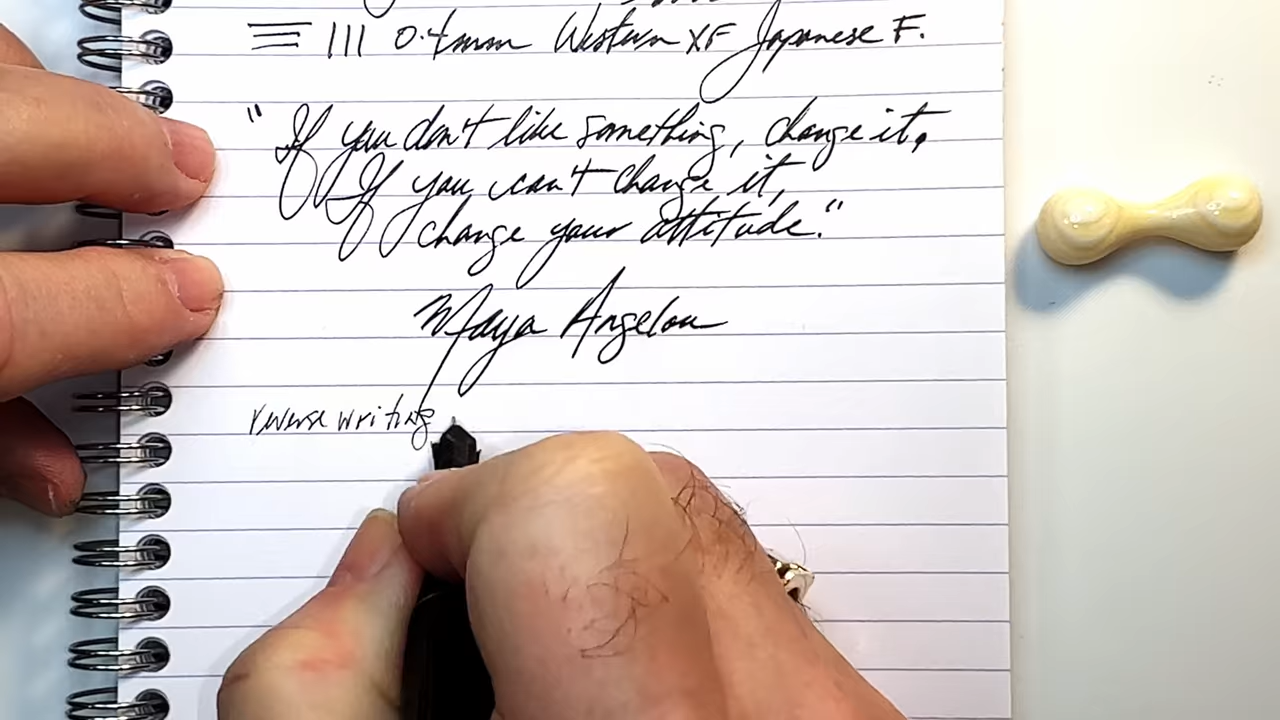 0.4mm Western XF Japanese F.
"If you don't like something, change it.
If you can't change it,
change your attitude."
Maya Angelou
reverse writing